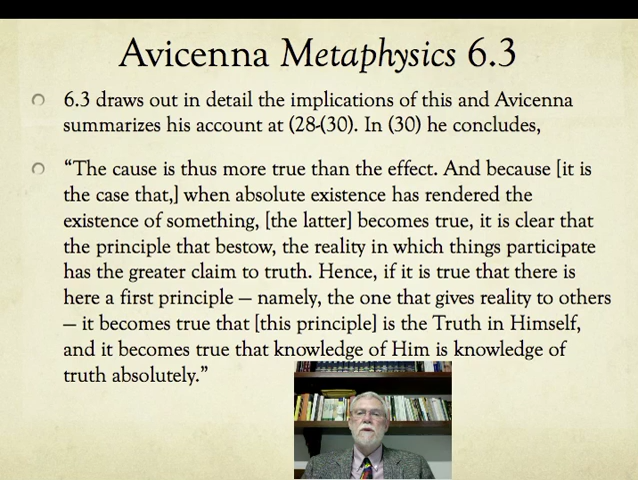 Avicenna Metaphysics 6.3
6.3 draws out in detail the implications of this and Avicenna
summarizes his account at (28-(30). In (30) he concludes,
“The cause is thus more true than the effect. And because [it is
the case that,] when absolute existence has rendered the
existence of something, [the latter] becomes true, it is clear that
the principle that bestow, the reality in which things participate
has the greater claim to truth. Hence, if it is true that there is
here a first principle — namely, the one that gives reality to others
— it becomes true that [this principle] is the Truth in Himself,
and it becomes true that knowledge of Him is knowledge of
truth absolutely.”